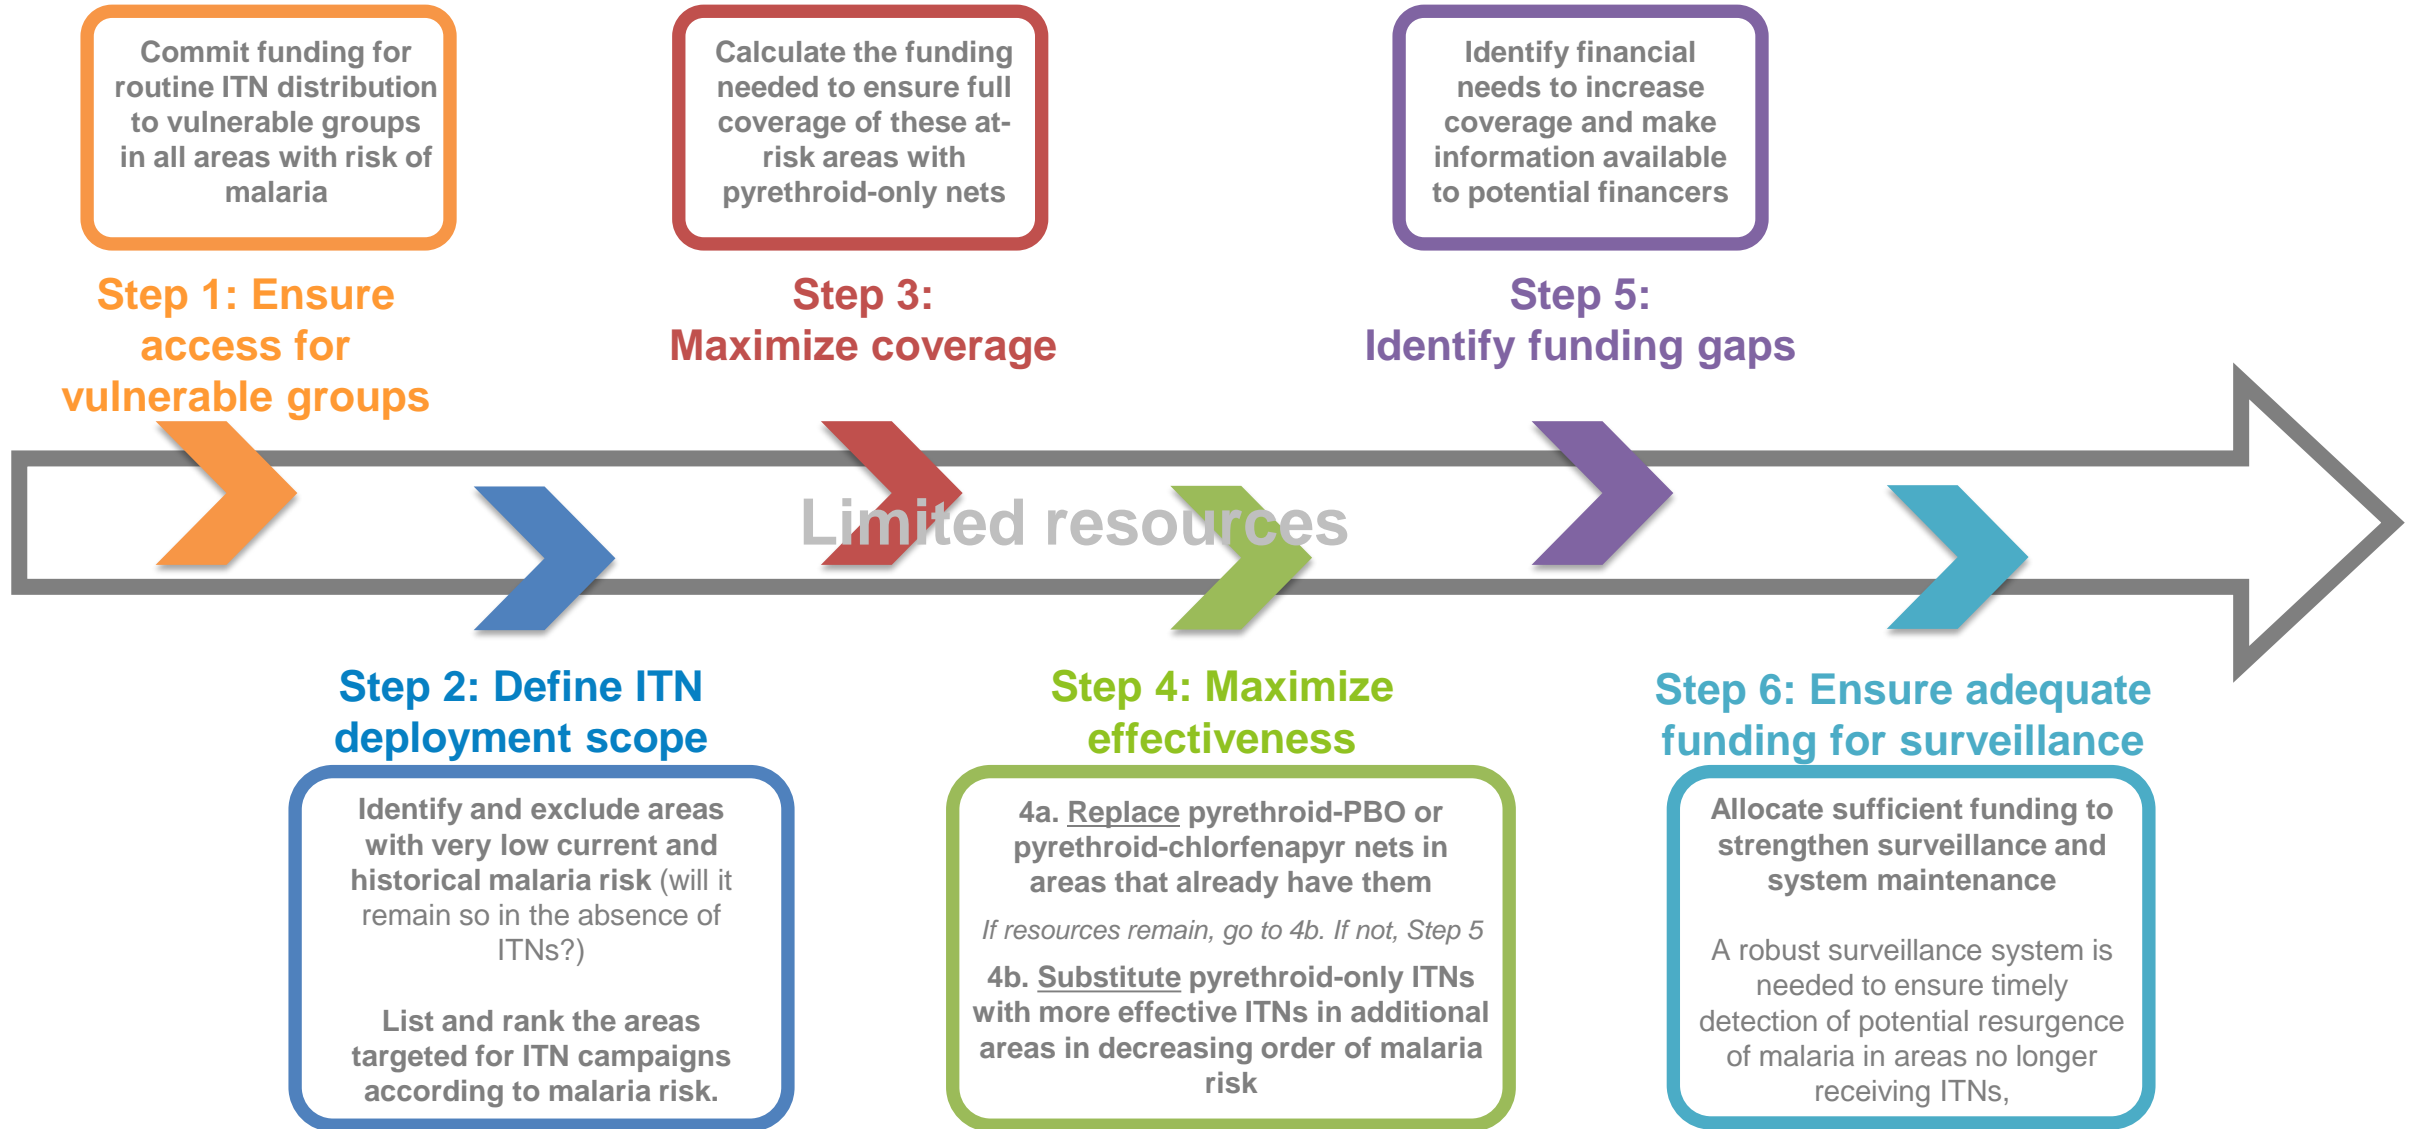 Commit funding for
routine ITN distribution
to vulnerable groups
in all areas with risk of
malaria
Step 1: Ensure
access for
vulnerable groups
Step 2: Define ITN
deployment scope
Identify and exclude areas
with very low current and
historical malaria risk (will it
remain so in the absence of
ITNs?)
List and rank the areas
targeted for ITN campaigns
according to malaria risk.
Calculate the funding
needed to ensure full
coverage of these at-
risk areas with
pyrethroid-only nets
Step 3:
Maximize coverage
Limited resources
Step 4: Maximize
effectiveness
4a. Replace pyrethroid-PBO or
pyrethroid-chlorfenapyr nets in
areas that already have them
If resources remain, go to 4b. If not, Step 5
4b. Substitute pyrethroid-only ITNs
with more effective ITNs in additional
areas in decreasing order of malaria
risk
Identify financial
needs to increase
coverage and make
information available
to potential financers
Step 5:
Identify funding gaps
Step 6: Ensure adequate
funding for surveillance
Allocate sufficient funding to
strengthen surveillance and
system maintenance
A robust surveillance system is
needed to ensure timely
detection of potential resurgence
of malaria in areas no longer
receiving ITNs,